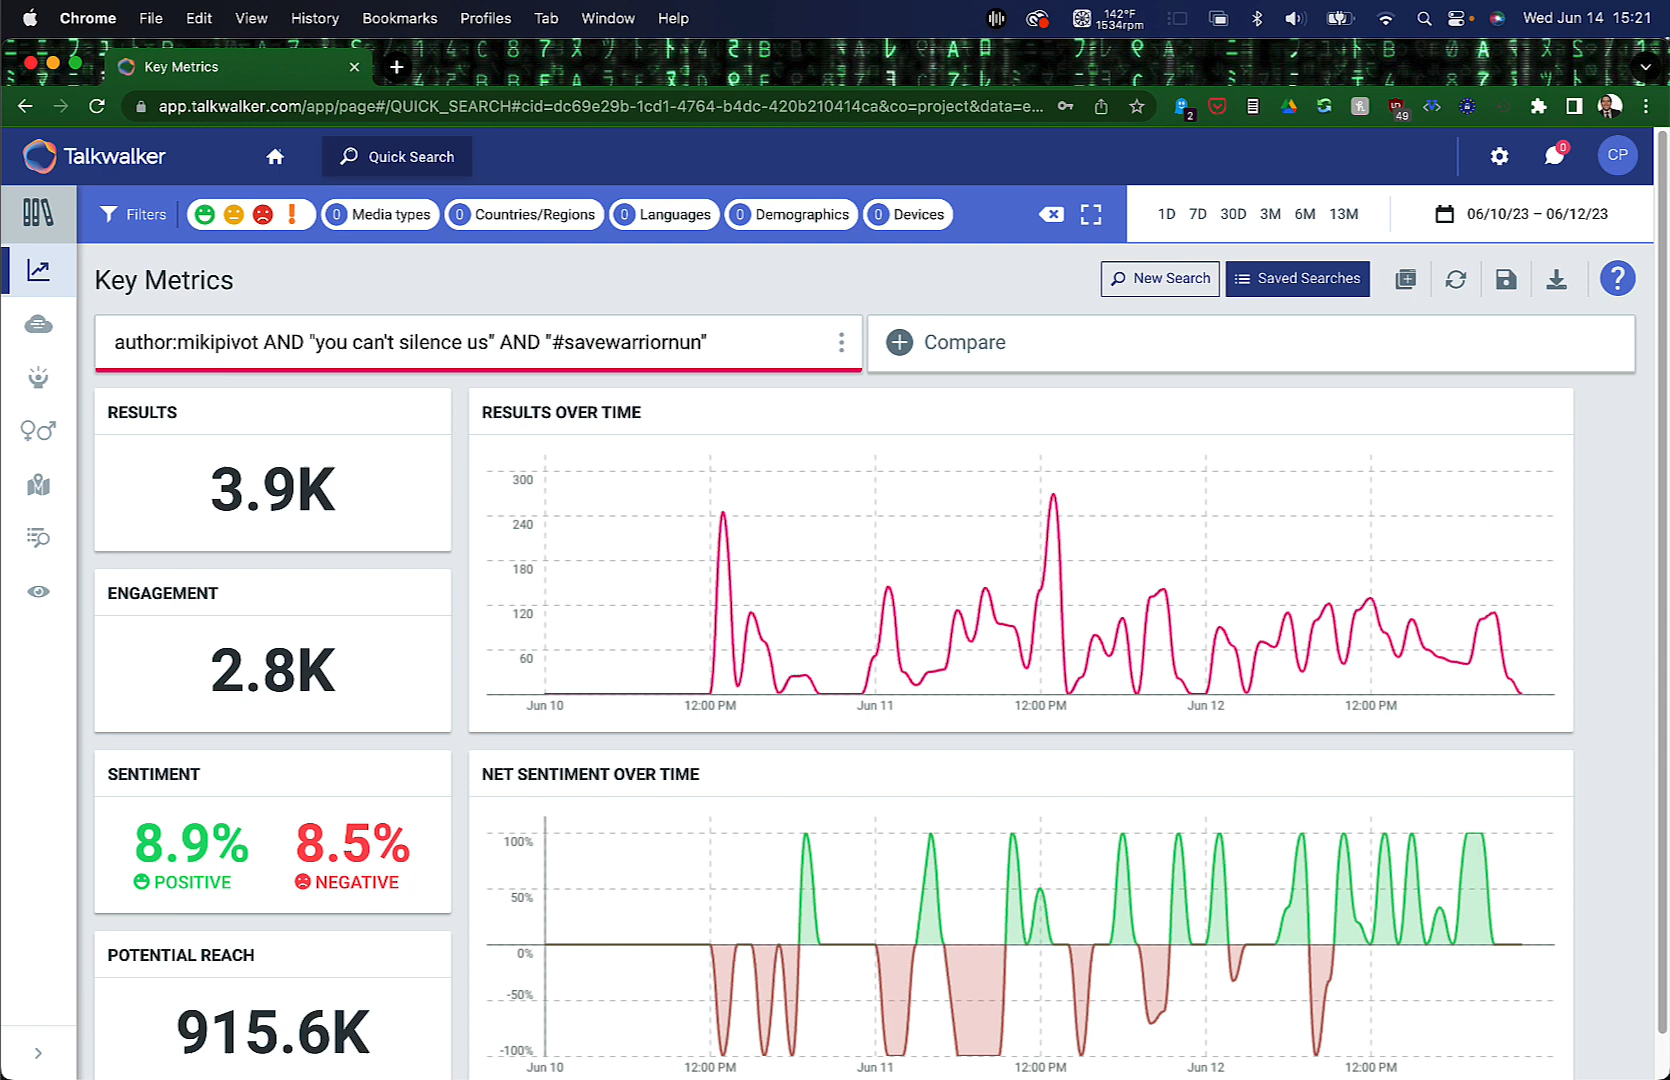 Chrome File Edit View History Bookmarks Profiles Tab Window Help 142°F 1534rpm Wed Jun 14 15:21
Key Metrics
app.talkwalker.com/app/page#/QUICK_SEARCH#cid=dc69e29b-1cd1-4764-b4dc-420b210414ca&co=project&data=e... 2 49
Talkwalker Quick Search 0 CP
Filters 0 Media types 0 Countries/Regions 0 Languages 0 Demographics 0 Devices 1D 7D 30D 3M 6M 13M 06/10/23 – 06/12/23
Key Metrics New Search Saved Searches ?
author:mikipivot AND "you can't silence us" AND "#savewarriornun" Compare
RESULTS
3.9K
RESULTS OVER TIME
300
240
180
120
60
Jun 10 12:00 PM Jun 11 12:00 PM Jun 12 12:00 PM
ENGAGEMENT
2.8K
SENTIMENT
8.9% 8.5%
POSITIVE NEGATIVE
NET SENTIMENT OVER TIME
100%
50%
0%
-50%
-100%
Jun 10 12:00 PM Jun 11 12:00 PM Jun 12 12:00 PM
POTENTIAL REACH
915.6K